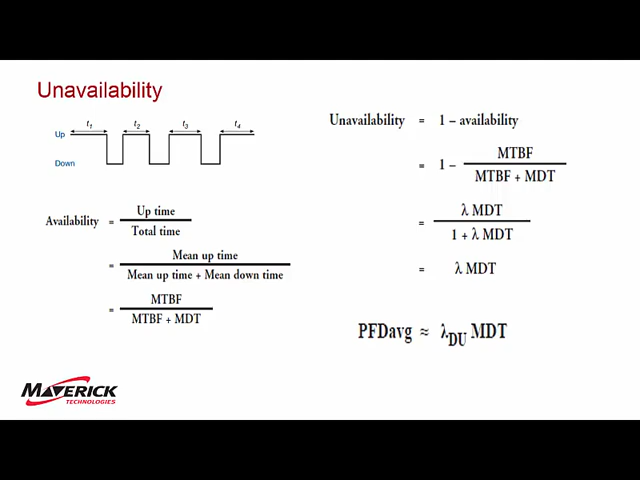 Unavailability
t1 t2 t3 t4
Up
Down
Availability = Up time / Total time
= Mean up time / Mean up time + Mean down time
= MTBF / MTBF + MDT
Unavailability = 1 – availability
= 1 – MTBF / MTBF + MDT
= λ MDT / 1 + λ MDT
= λ MDT
PFDavg ≈ λDU MDT
MAVERICK
TECHNOLOGIES